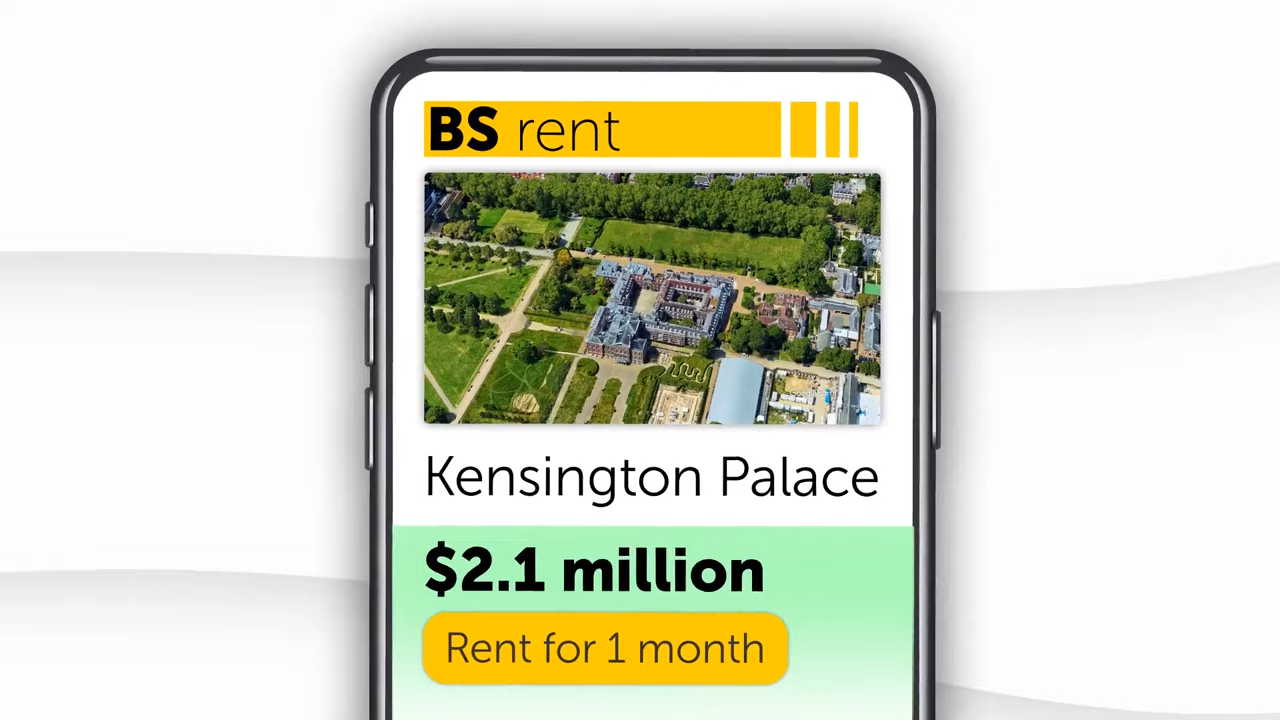 BS rent
Kensington Palace
$2.1 million
Rent for 1 month